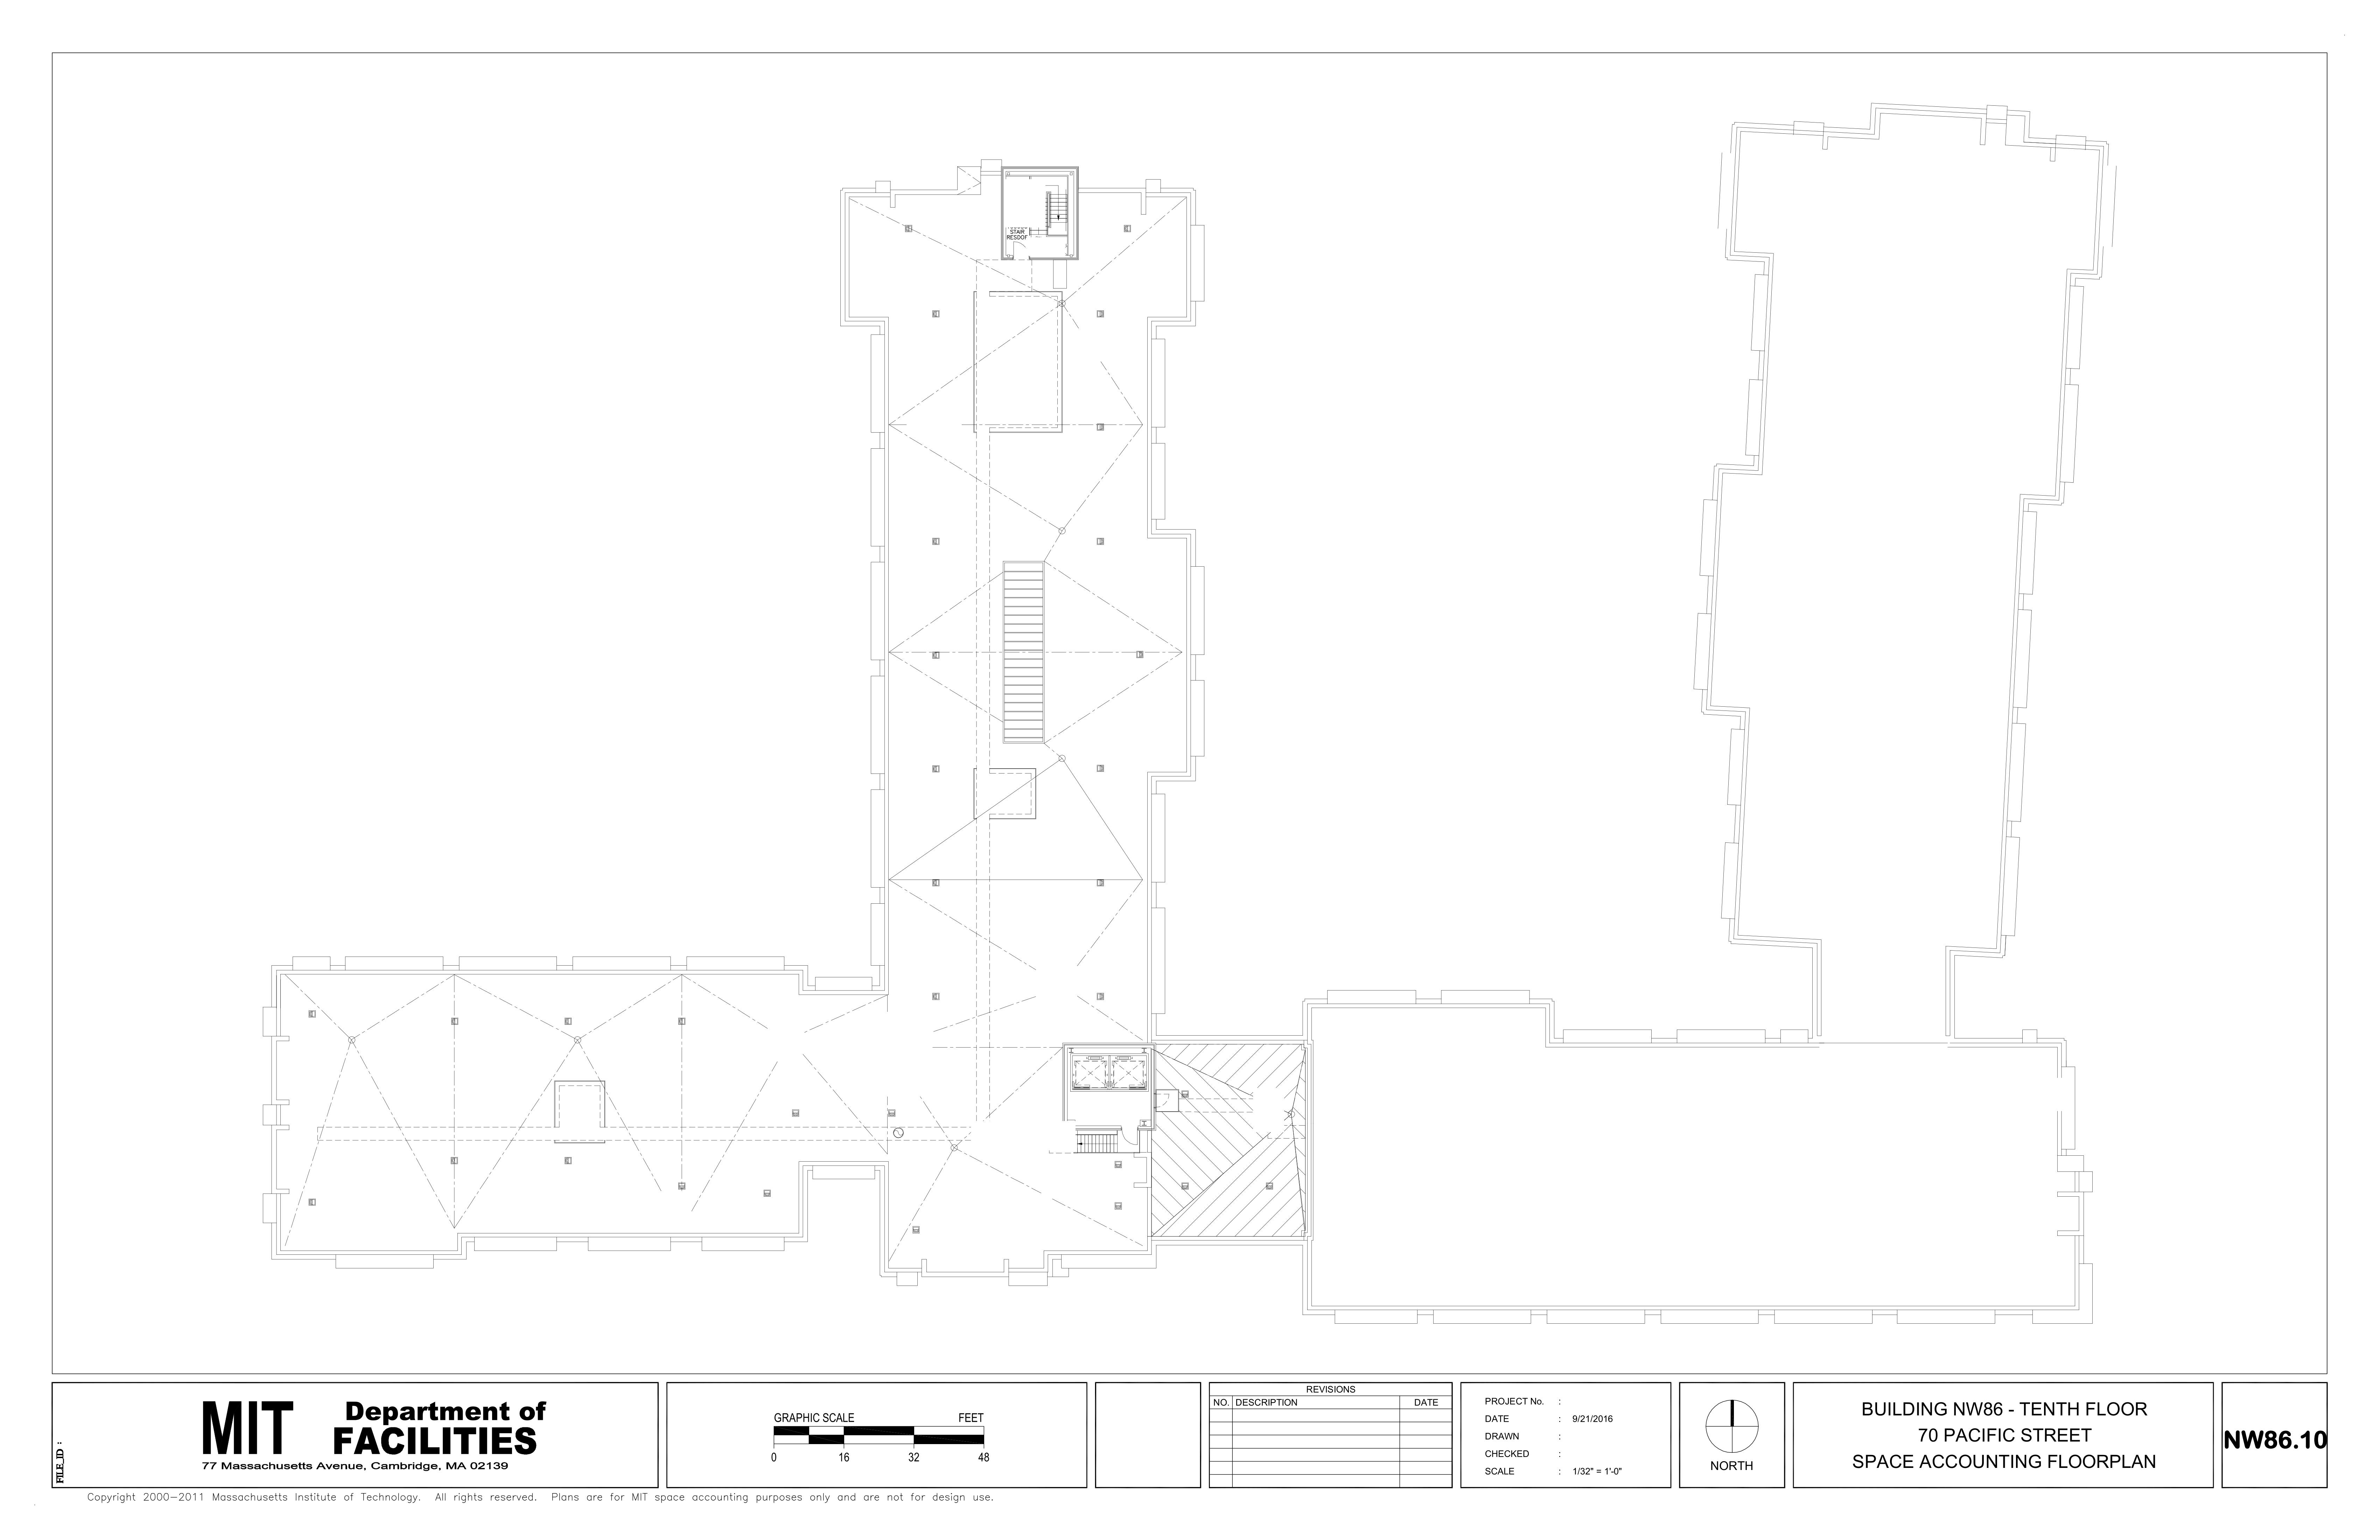 STAIR
RESDOF
FILE_ID :
MIT
Department of
FACILITIES
77 Massachusetts Avenue, Cambridge, MA 02139
GRAPHIC SCALE FEET
0 16 32 48
REVISIONS
NO. DESCRIPTION DATE
PROJECT No. :
DATE : 9/21/2016
DRAWN :
CHECKED :
SCALE : 1/32" = 1'-0"
NORTH
BUILDING NW86 - TENTH FLOOR
70 PACIFIC STREET
SPACE ACCOUNTING FLOORPLAN
NW86.10
Copyright 2000-2011 Massachusetts Institute of Technology. All rights reserved. Plans are for MIT space accounting purposes only and are not for design use.